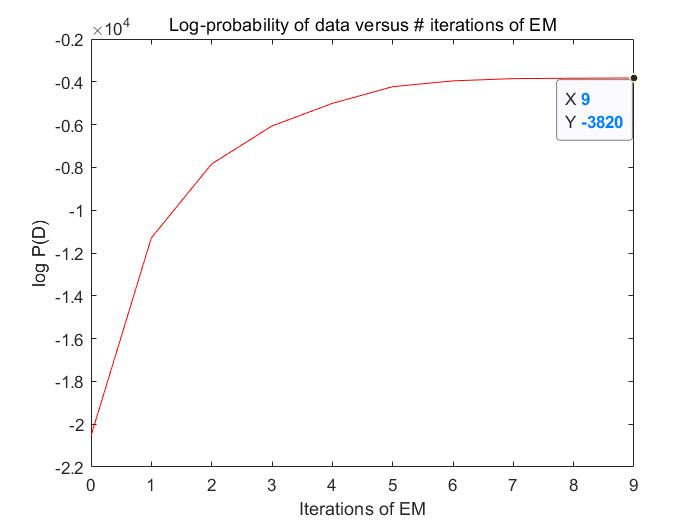 ×10⁴
Log-probability of data versus # iterations of EM
-0.2
-0.4
-0.6
-0.8
-1
-1.2
-1.4
-1.6
-1.8
-2
-2.2
log P(D)
X 9
Y -3820
0 1 2 3 4 5 6 7 8 9
Iterations of EM